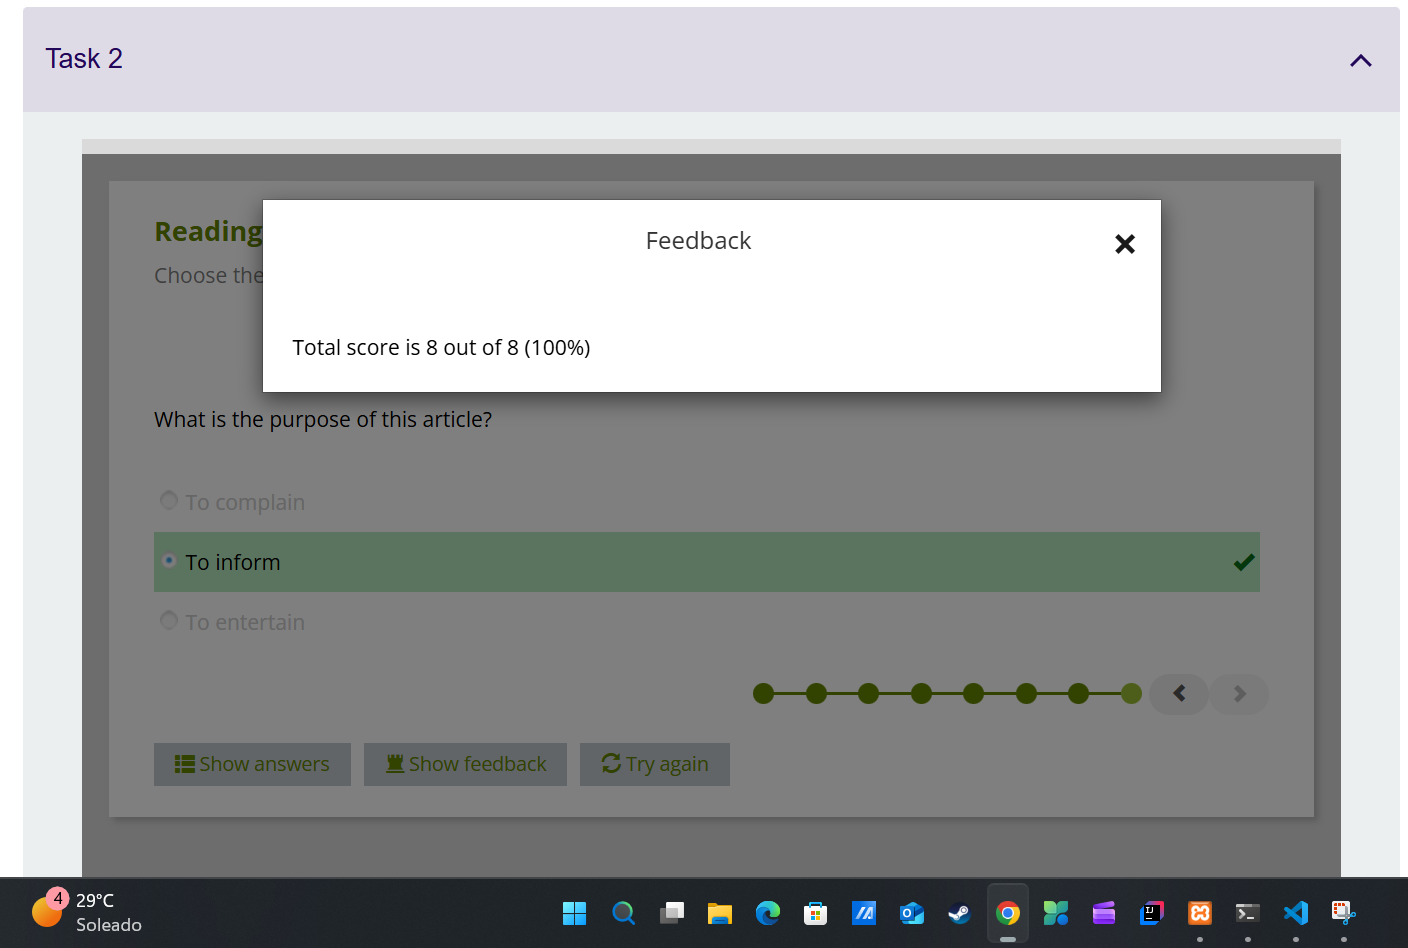 Task 2
Reading
Choose the
Feedback
Total score is 8 out of 8 (100%)
What is the purpose of this article?
To complain
To inform
To entertain
Show answers
Show feedback
Try again
4
29°C
Soleado